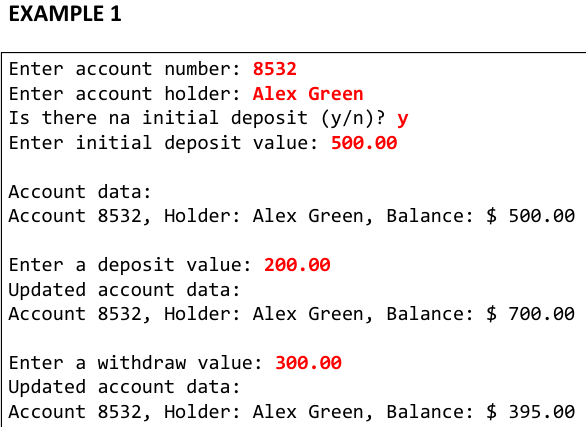 EXAMPLE 1
Enter account number: 8532
Enter account holder: Alex Green
Is there na initial deposit (y/n)? y
Enter initial deposit value: 500.00
Account data:
Account 8532, Holder: Alex Green, Balance: $ 500.00
Enter a deposit value: 200.00
Updated account data:
Account 8532, Holder: Alex Green, Balance: $ 700.00
Enter a withdraw value: 300.00
Updated account data:
Account 8532, Holder: Alex Green, Balance: $ 395.00